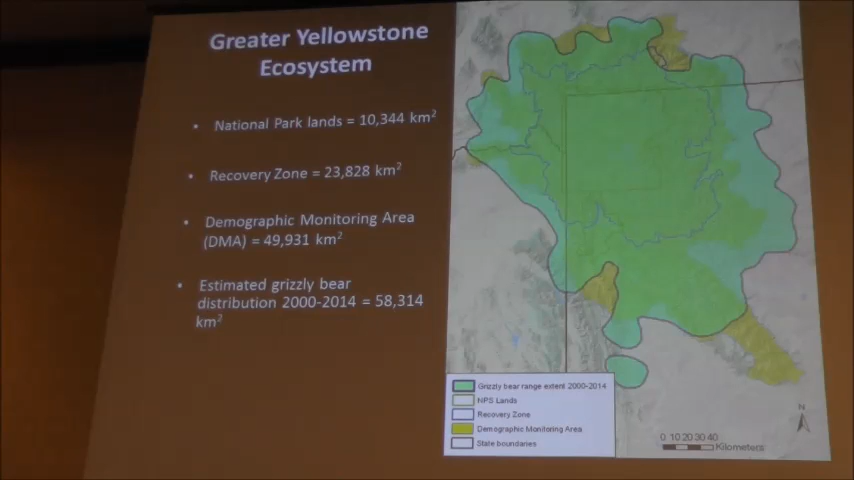 Greater Yellowstone
Ecosystem
• National Park lands = 10,344 km²
• Recovery Zone = 23,828 km²
• Demographic Monitoring Area
(DMA) = 49,931 km²
• Estimated grizzly bear
distribution 2000-2014 = 58,314
km²
Grizzly bear range extent 2000-2014
NPS Lands
Recovery Zone
Demographic Monitoring Area
State boundaries
N
0 10 20 30 40
Kilometers